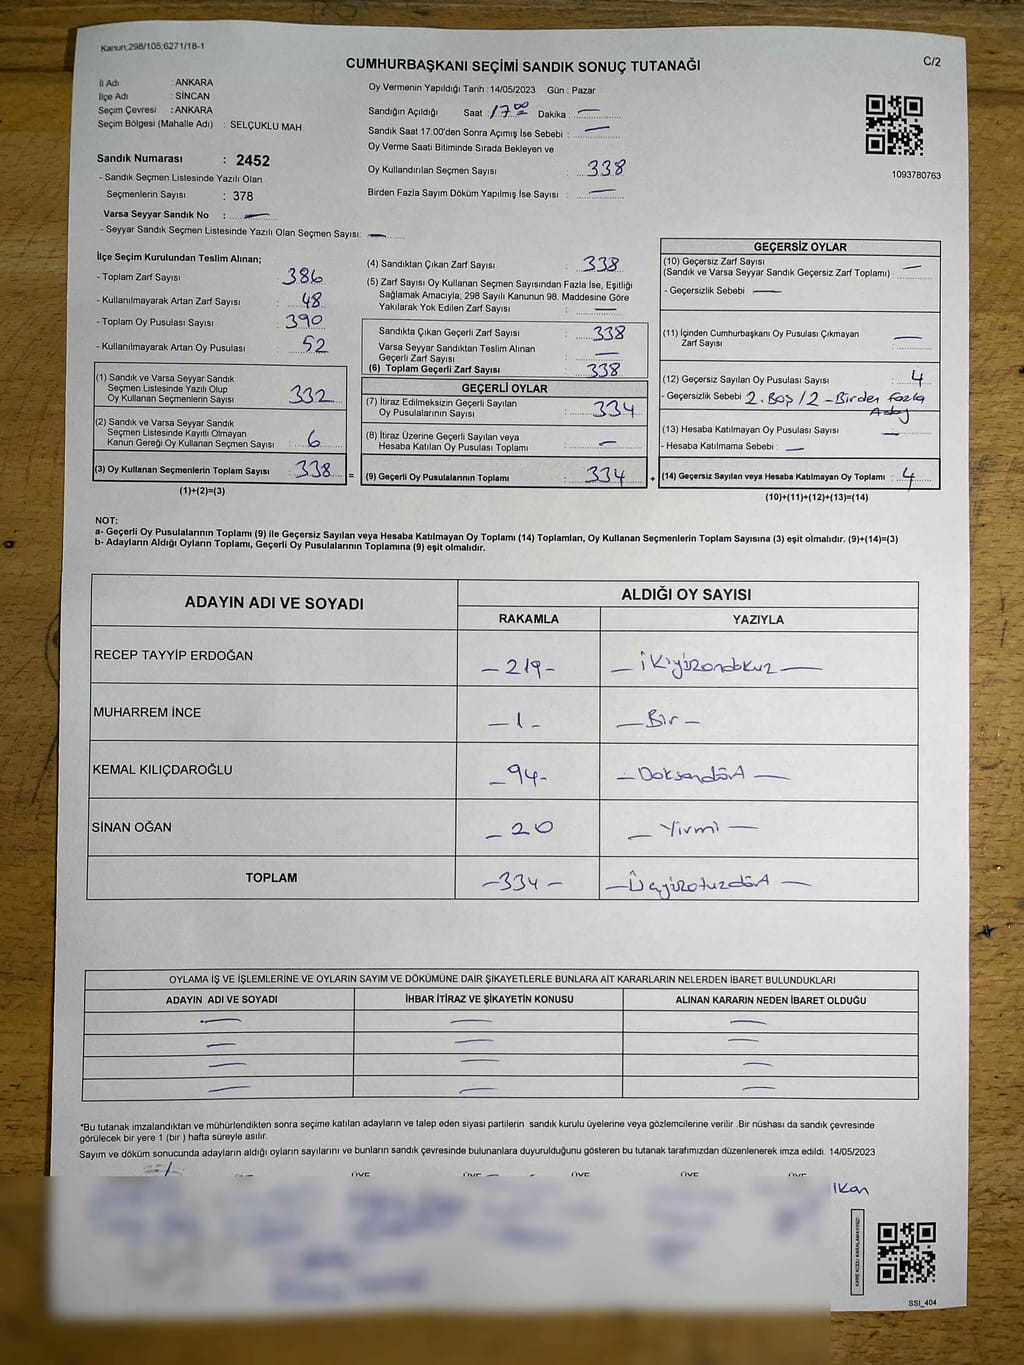 Kanun;298/105,6271/18-1
C/2
CUMHURBAŞKANI SEÇİMİ SANDIK SONUÇ TUTANAĞI
İl Adı : ANKARA
İlçe Adı : SİNCAN
Seçim Çevresi : ANKARA
Seçim Bölgesi (Mahalle Adı) : SELÇUKLU MAH.
Sandık Numarası : 2452
- Sandık Seçmen Listesinde Yazılı Olan
Seçmenlerin Sayısı : 378
Varsa Seyyar Sandık No : —
- Seyyar Sandık Seçmen Listesinde Yazılı Olan Seçmen Sayısı: —
Oy Vermenin Yapıldığı Tarih : 14/05/2023 Gün : Pazar
Sandığın Açıldığı Saat : 17.00 Dakika : —
Sandık Saat 17:00'den Sonra Açımış İse Sebebi : —
Oy Verme Saati Bitiminde Sırada Bekleyen ve
Oy Kullandırılan Seçmen Sayısı : 338
Birden Fazla Sayım Döküm Yapılmış İse Sayısı : —
1093780763
İlçe Seçim Kurulundan Teslim Alınan;
- Toplam Zarf Sayısı : 386
- Kullanılmayarak Artan Zarf Sayısı : 48
- Toplam Oy Pusulası Sayısı : 390
- Kullanılmayarak Artan Oy Pusulası : 52
(1) Sandık ve Varsa Seyyar Sandık
Seçmen Listesinde Yazılı Olup
Oy Kullanan Seçmenlerin Sayısı : 332
(2) Sandık ve Varsa Seyyar Sandık
Seçmen Listesinde Kayıtlı Olmayan
Kanun Gereği Oy Kullanan Seçmen Sayısı : 6
(3) Oy Kullanan Seçmenlerin Toplam Sayısı : 338 =
(1)+(2)=(3)
(4) Sandıktan Çıkan Zarf Sayısı : 338
(5) Zarf Sayısı Oy Kullanan Seçmen Sayısından Fazla İse, Eşitliği
Sağlamak Amacıyla; 298 Sayılı Kanunun 98. Maddesine Göre
Yakılarak Yok Edilen Zarf Sayısı : —
Sandıkta Çıkan Geçerli Zarf Sayısı : 338
Varsa Seyyar Sandıktan Teslim Alınan
Geçerli Zarf Sayısı : —
(6) Toplam Geçerli Zarf Sayısı : 338
GEÇERLİ OYLAR
(7) İtiraz Edilmeksizin Geçerli Sayılan
Oy Pusulalarının Sayısı : 334
(8) İtiraz Üzerine Geçerli Sayılan veya
Hesaba Katılan Oy Pusulası Toplamı : —
(9) Geçerli Oy Pusulalarının Toplamı : 334 +
GEÇERSİZ OYLAR
(10) Geçersiz Zarf Sayısı
(Sandık ve Varsa Seyyar Sandık Geçersiz Zarf Toplamı) : —
- Geçersizlik Sebebi : —
(11) İçinden Cumhurbaşkanı Oy Pusulası Çıkmayan
Zarf Sayısı : —
(12) Geçersiz Sayılan Oy Pusulası Sayısı : 4
- Geçersizlik Sebebi : 2. Boş / 2 - Birden Fazla
Aday
(13) Hesaba Katılmayan Oy Pusulası Sayısı : —
- Hesaba Katılmama Sebebi : —
(14) Geçersiz Sayılan veya Hesaba Katılmayan Oy Toplamı : 4
(10)+(11)+(12)+(13)=(14)
NOT:
a- Geçerli Oy Pusulalarının Toplamı (9) ile Geçersiz Sayılan veya Hesaba Katılmayan Oy Toplamı (14) Toplamları, Oy Kullanan Seçmenlerin Toplam Sayısına (3) eşit olmalıdır. (9)+(14)=(3)
b- Adayların Aldığı Oyların Toplamı, Geçerli Oy Pusulalarının Toplamına (9) eşit olmalıdır.
ADAYIN ADI VE SOYADI
ALDIĞI OY SAYISI
RAKAMLA YAZIYLA
RECEP TAYYİP ERDOĞAN – 219 – – ikiyüzondokuz –
MUHARREM İNCE – 1 – – Bir –
KEMAL KILIÇDAROĞLU – 94 – – Doksandört –
SİNAN OĞAN – 20 – Yirmi –
TOPLAM – 334 – – Üçyüzotuzdört –
OYLAMA İŞ VE İŞLEMLERİNE VE OYLARIN SAYIM VE DÖKÜMÜNE DAİR ŞİKAYETLERLE BUNLARA AİT KARARLARIN NELERDEN İBARET BULUNDUKLARI
ADAYIN ADI VE SOYADI İHBAR İTİRAZ VE ŞİKAYETİN KONUSU ALINAN KARARIN NEDEN İBARET OLDUĞU
*Bu tutanak imzalandıktan ve mühürlendikten sonra seçime katılan adayların ve talep eden siyasi partilerin sandık kurulu üyelerine veya gözlemcilerine verilir .Bir nüshası da sandık çevresinde
görülecek bir yere 1 (bir ) hafta süreyle asılır.
Sayım ve döküm sonucunda adayların aldığı oyların sayılarını ve bunların sandık çevresinde bulunanlara duyurulduğunu gösteren bu tutanak tarafımızdan düzenlenerek imza edildi. 14/05/2023
ÜYE ÜYE ÜYE ÜYE ÜYE ÜYE
KARE KODU KARALAMAYINIZ!
SSI_404